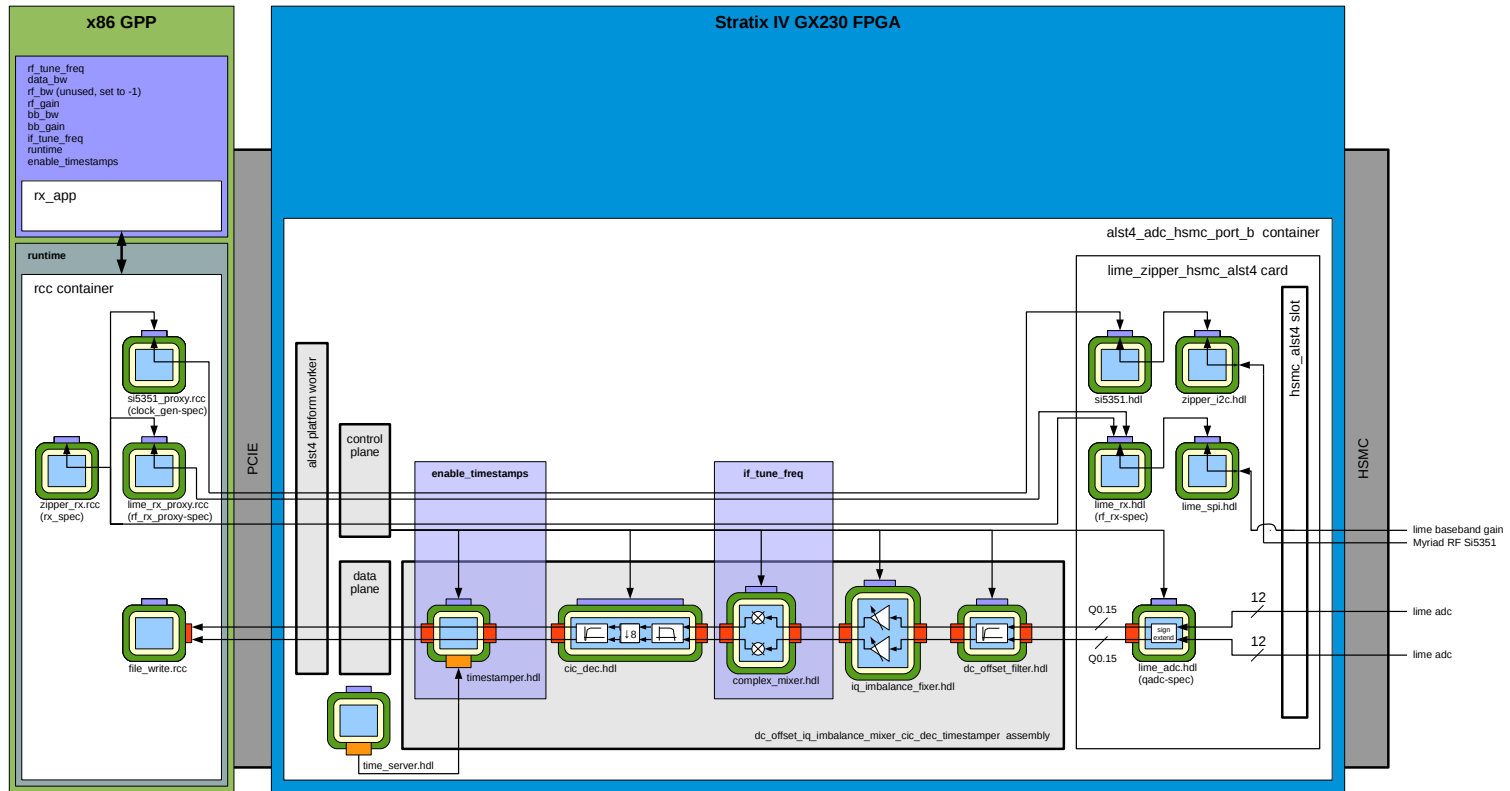 x86 GPP
rf_tune_freq
data_bw
rf_bw (unused, set to -1)
rf_gain
bb_bw
bb_gain
if_tune_freq
runtime
enable_timestamps
rx_app
runtime
rcc container
si5351_proxy.rcc
(clock_gen-spec)
zipper_rx.rcc
(rx_spec)
lime_rx_proxy.rcc
(rf_rx_proxy-spec)
file_write.rcc
PCIE
Stratix IV GX230 FPGA
alst4_adc_hsmc_port_b container
lime_zipper_hsmc_alst4 card
hsmc_alst4 slot
si5351.hdl
zipper_i2c.hdl
lime_rx.hdl
(rf_rx-spec)
lime_spi.hdl
alst4 platform worker
control
plane
data
plane
enable_timestamps
if_tune_freq
timestamper.hdl
↓8
cic_dec.hdl
complex_mixer.hdl
iq_imbalance_fixer.hdl
dc_offset_filter.hdl
Q0.15
Q0.15
sign
extend
lime_adc.hdl
(qadc-spec)
12
12
time_server.hdl
dc_offset_iq_imbalance_mixer_cic_dec_timestamper assembly
HSMC
lime baseband gain
Myriad RF Si5351
lime adc
lime adc